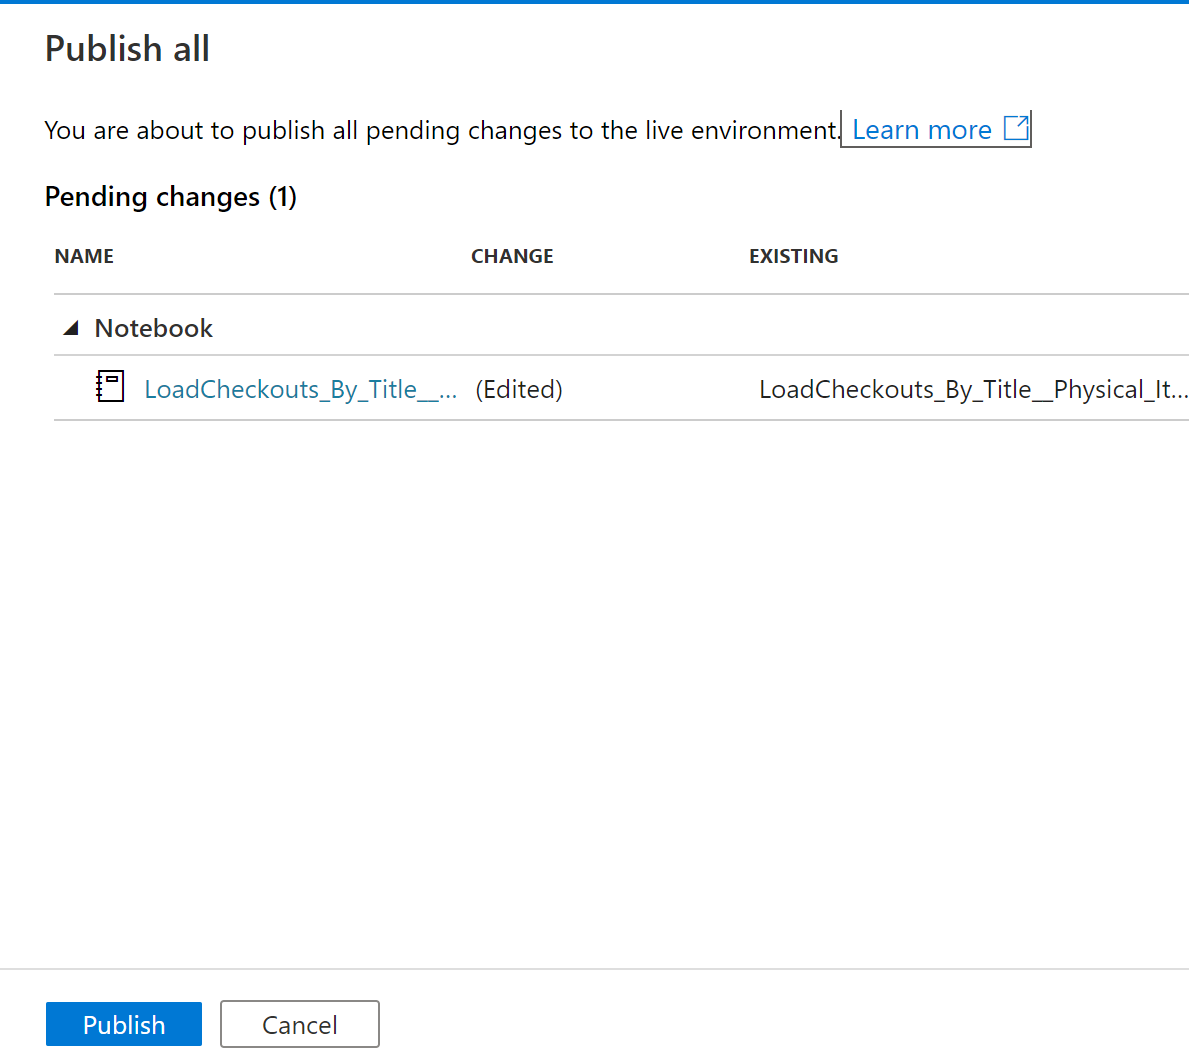 Publish all
You are about to publish all pending changes to the live environment. Learn more
Pending changes (1)
NAME CHANGE EXISTING
Notebook
LoadCheckouts_By_Title__... (Edited) LoadCheckouts_By_Title__Physical_It...
Publish Cancel